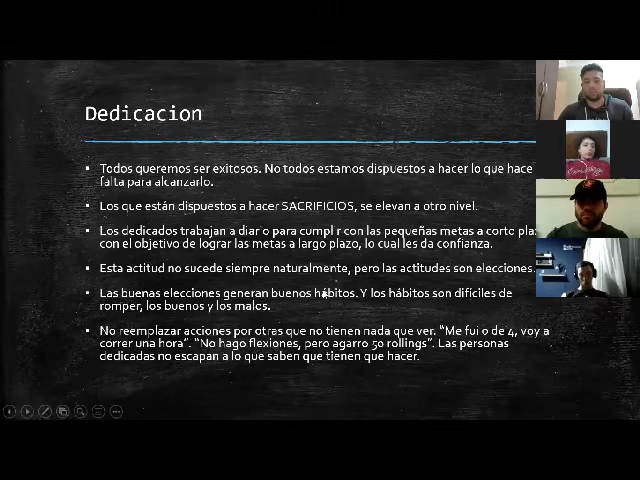 Dedicacion
Todos queremos ser exitosos. No todos estamos dispuestos a hacer lo que hace
falta para alcanzarlo.
Los que están dispuestos a hacer SACRIFICIOS, se elevan a otro nivel.
Los dedicados trabajan a diario para cumplir con las pequeñas metas a corto
con el objetivo de lograr las metas a largo plazo, lo cual les da confianza.
Esta actitud no sucede siempre naturalmente, pero las actitudes son elecciones.
Las buenas elecciones generan buenos hábitos. Y los hábitos son difíciles de
romper, los buenos y los malos.
No reemplazar acciones por otras que no tienen nada que ver. “Me fui 0 de 4, voy a
correr una hora”. “No hago flexiones, pero agarro 50 rollings”. Las personas
dedicadas no escapan a lo que saben que tienen que hacer.